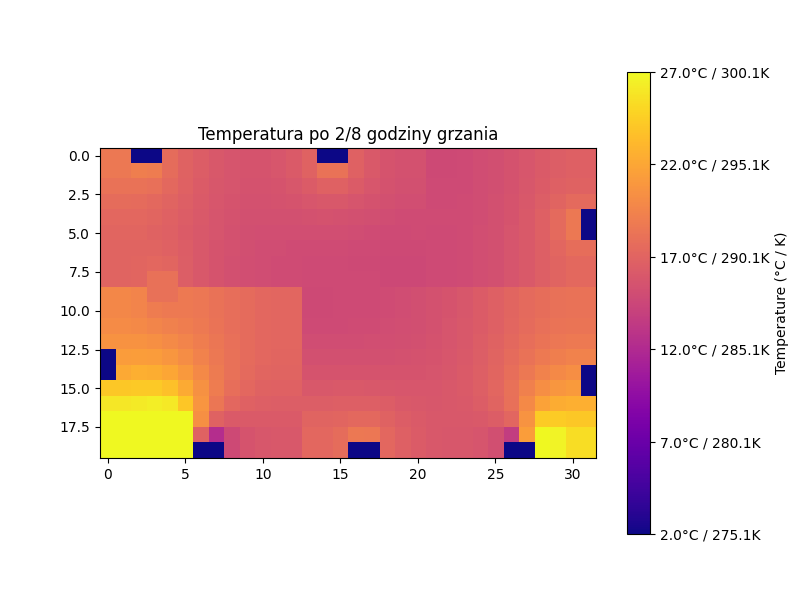 Temperatura po 2/8 godziny grzania
0.0
2.5
5.0
7.5
10.0
12.5
15.0
17.5
0 5 10 15 20 25 30
27.0°C / 300.1K
22.0°C / 295.1K
17.0°C / 290.1K
12.0°C / 285.1K
7.0°C / 280.1K
2.0°C / 275.1K
Temperature (°C / K)